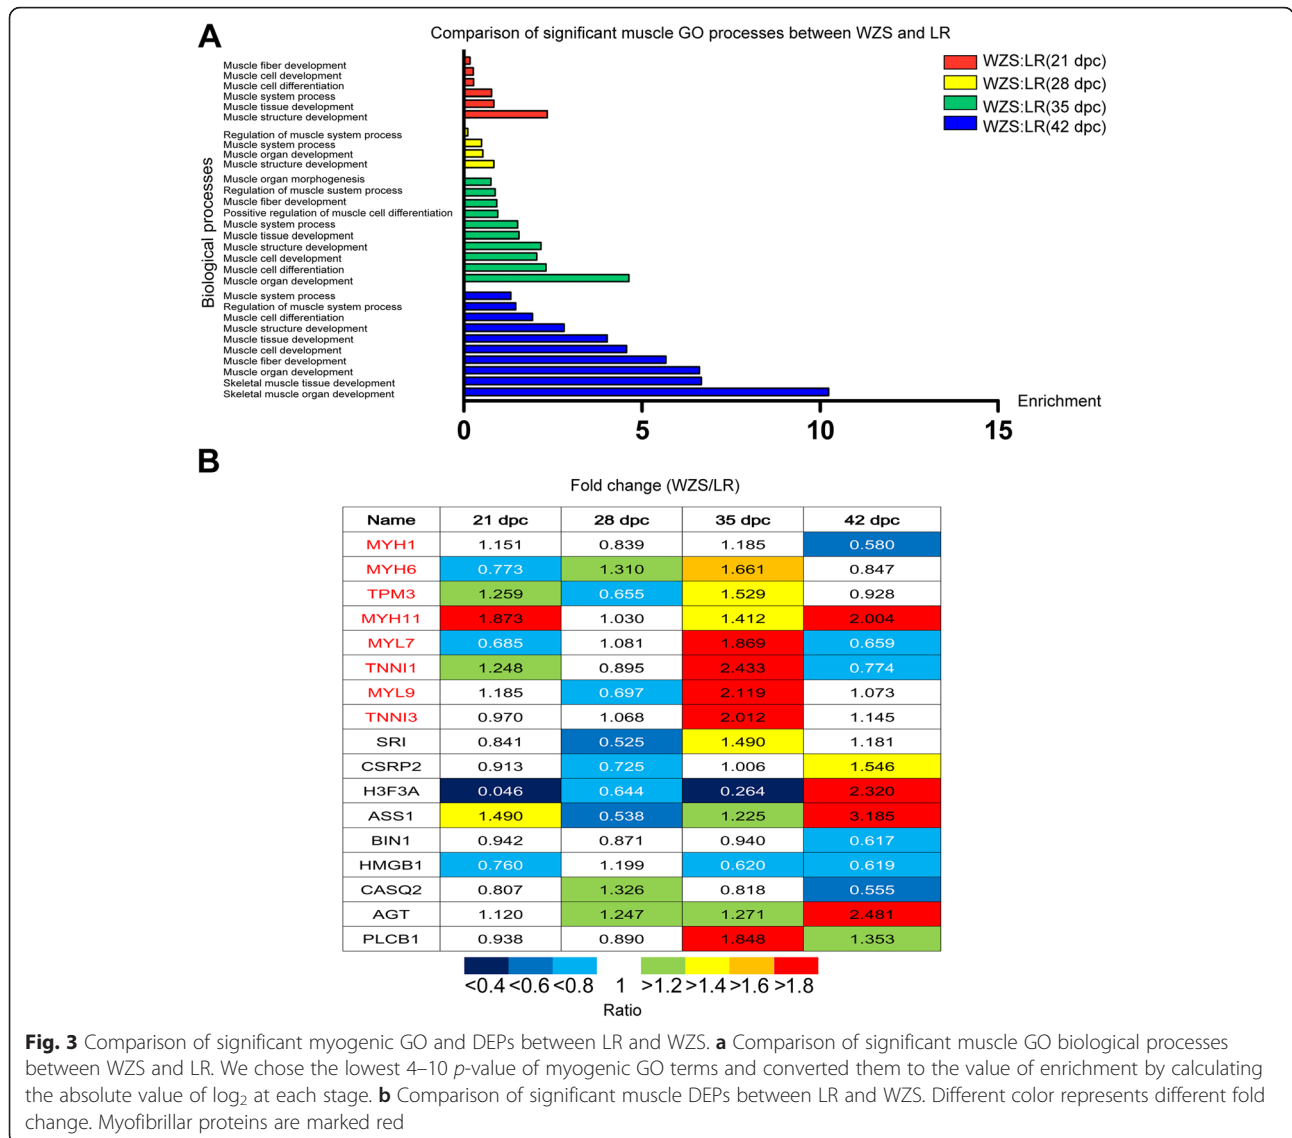 A
Comparison of significant muscle GO processes between WZS and LR
WZS:LR(21 dpc)
WZS:LR(28 dpc)
WZS:LR(35 dpc)
WZS:LR(42 dpc)
Biological processes
Muscle fiber development
Muscle cell development
Muscle cell differentiation
Muscle system process
Muscle tissue development
Muscle structure development
Regulation of muscle system process
Muscle system process
Muscle organ development
Muscle structure development
Muscle organ morphogenesis
Regulation of muscle sustem process
Muscle fiber development
Possitive regulation of muscle cell differentiation
Muscle system process
Muscle tissue development
Muscle structure development
Muscle cell development
Muscle cell differentiation
Muscle organ development
Muscle system process
Regulation of muscle system process
Muscle cell differentiation
Muscle structure development
Muscle tissue development
Muscle cell development
Muscle fiber development
Muscle organ development
Skeletal muscle tissue development
Skeletal muscle organ development
Enrichment
0 5 10 15
B
Fold change (WZS/LR)
Name 21 dpc 28 dpc 35 dpc 42 dpc
MYH1 1.151 0.839 1.185 0.580
MYH6 0.773 1.310 1.661 0.847
TPM3 1.259 0.655 1.529 0.928
MYH11 1.873 1.030 1.412 2.004
MYL7 0.685 1.081 1.869 0.659
TNNI1 1.248 0.895 2.433 0.774
MYL9 1.185 0.697 2.119 1.073
TNNI3 0.970 1.068 2.012 1.145
SRI 0.841 0.525 1.490 1.181
CSRP2 0.913 0.725 1.006 1.546
H3F3A 0.046 0.644 0.264 2.320
ASS1 1.490 0.538 1.225 3.185
BIN1 0.942 0.871 0.940 0.617
HMGB1 0.760 1.199 0.620 0.619
CASQ2 0.807 1.326 0.818 0.555
AGT 1.120 1.247 1.271 2.481
PLCB1 0.938 0.890 1.848 1.353
<0.4 <0.6 <0.8 1 >1.2 >1.4 >1.6 >1.8
Ratio
Fig. 3 Comparison of significant myogenic GO and DEPs between LR and WZS. a Comparison of significant muscle GO biological processes
between WZS and LR. We chose the lowest 4–10 p-value of myogenic GO terms and converted them to the value of enrichment by calculating
the absolute value of log2 at each stage. b Comparison of significant muscle DEPs between LR and WZS. Different color represents different fold
change. Myofibrillar proteins are marked red